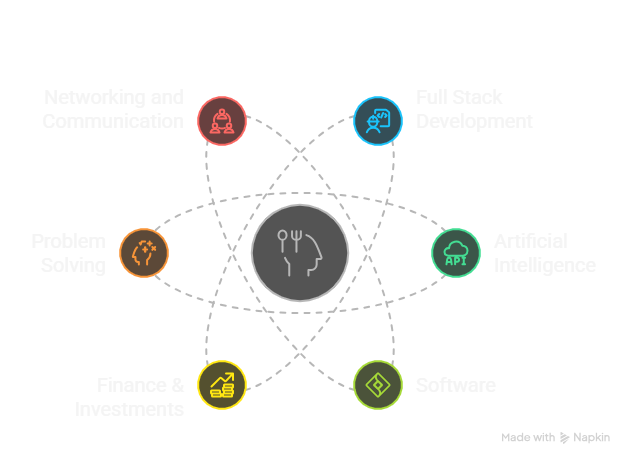 Networking and
Communication
Full Stack
Development
Problem
Solving
Artificial
Intelligence
API
Finance &
Investments
Software
Made with Napkin